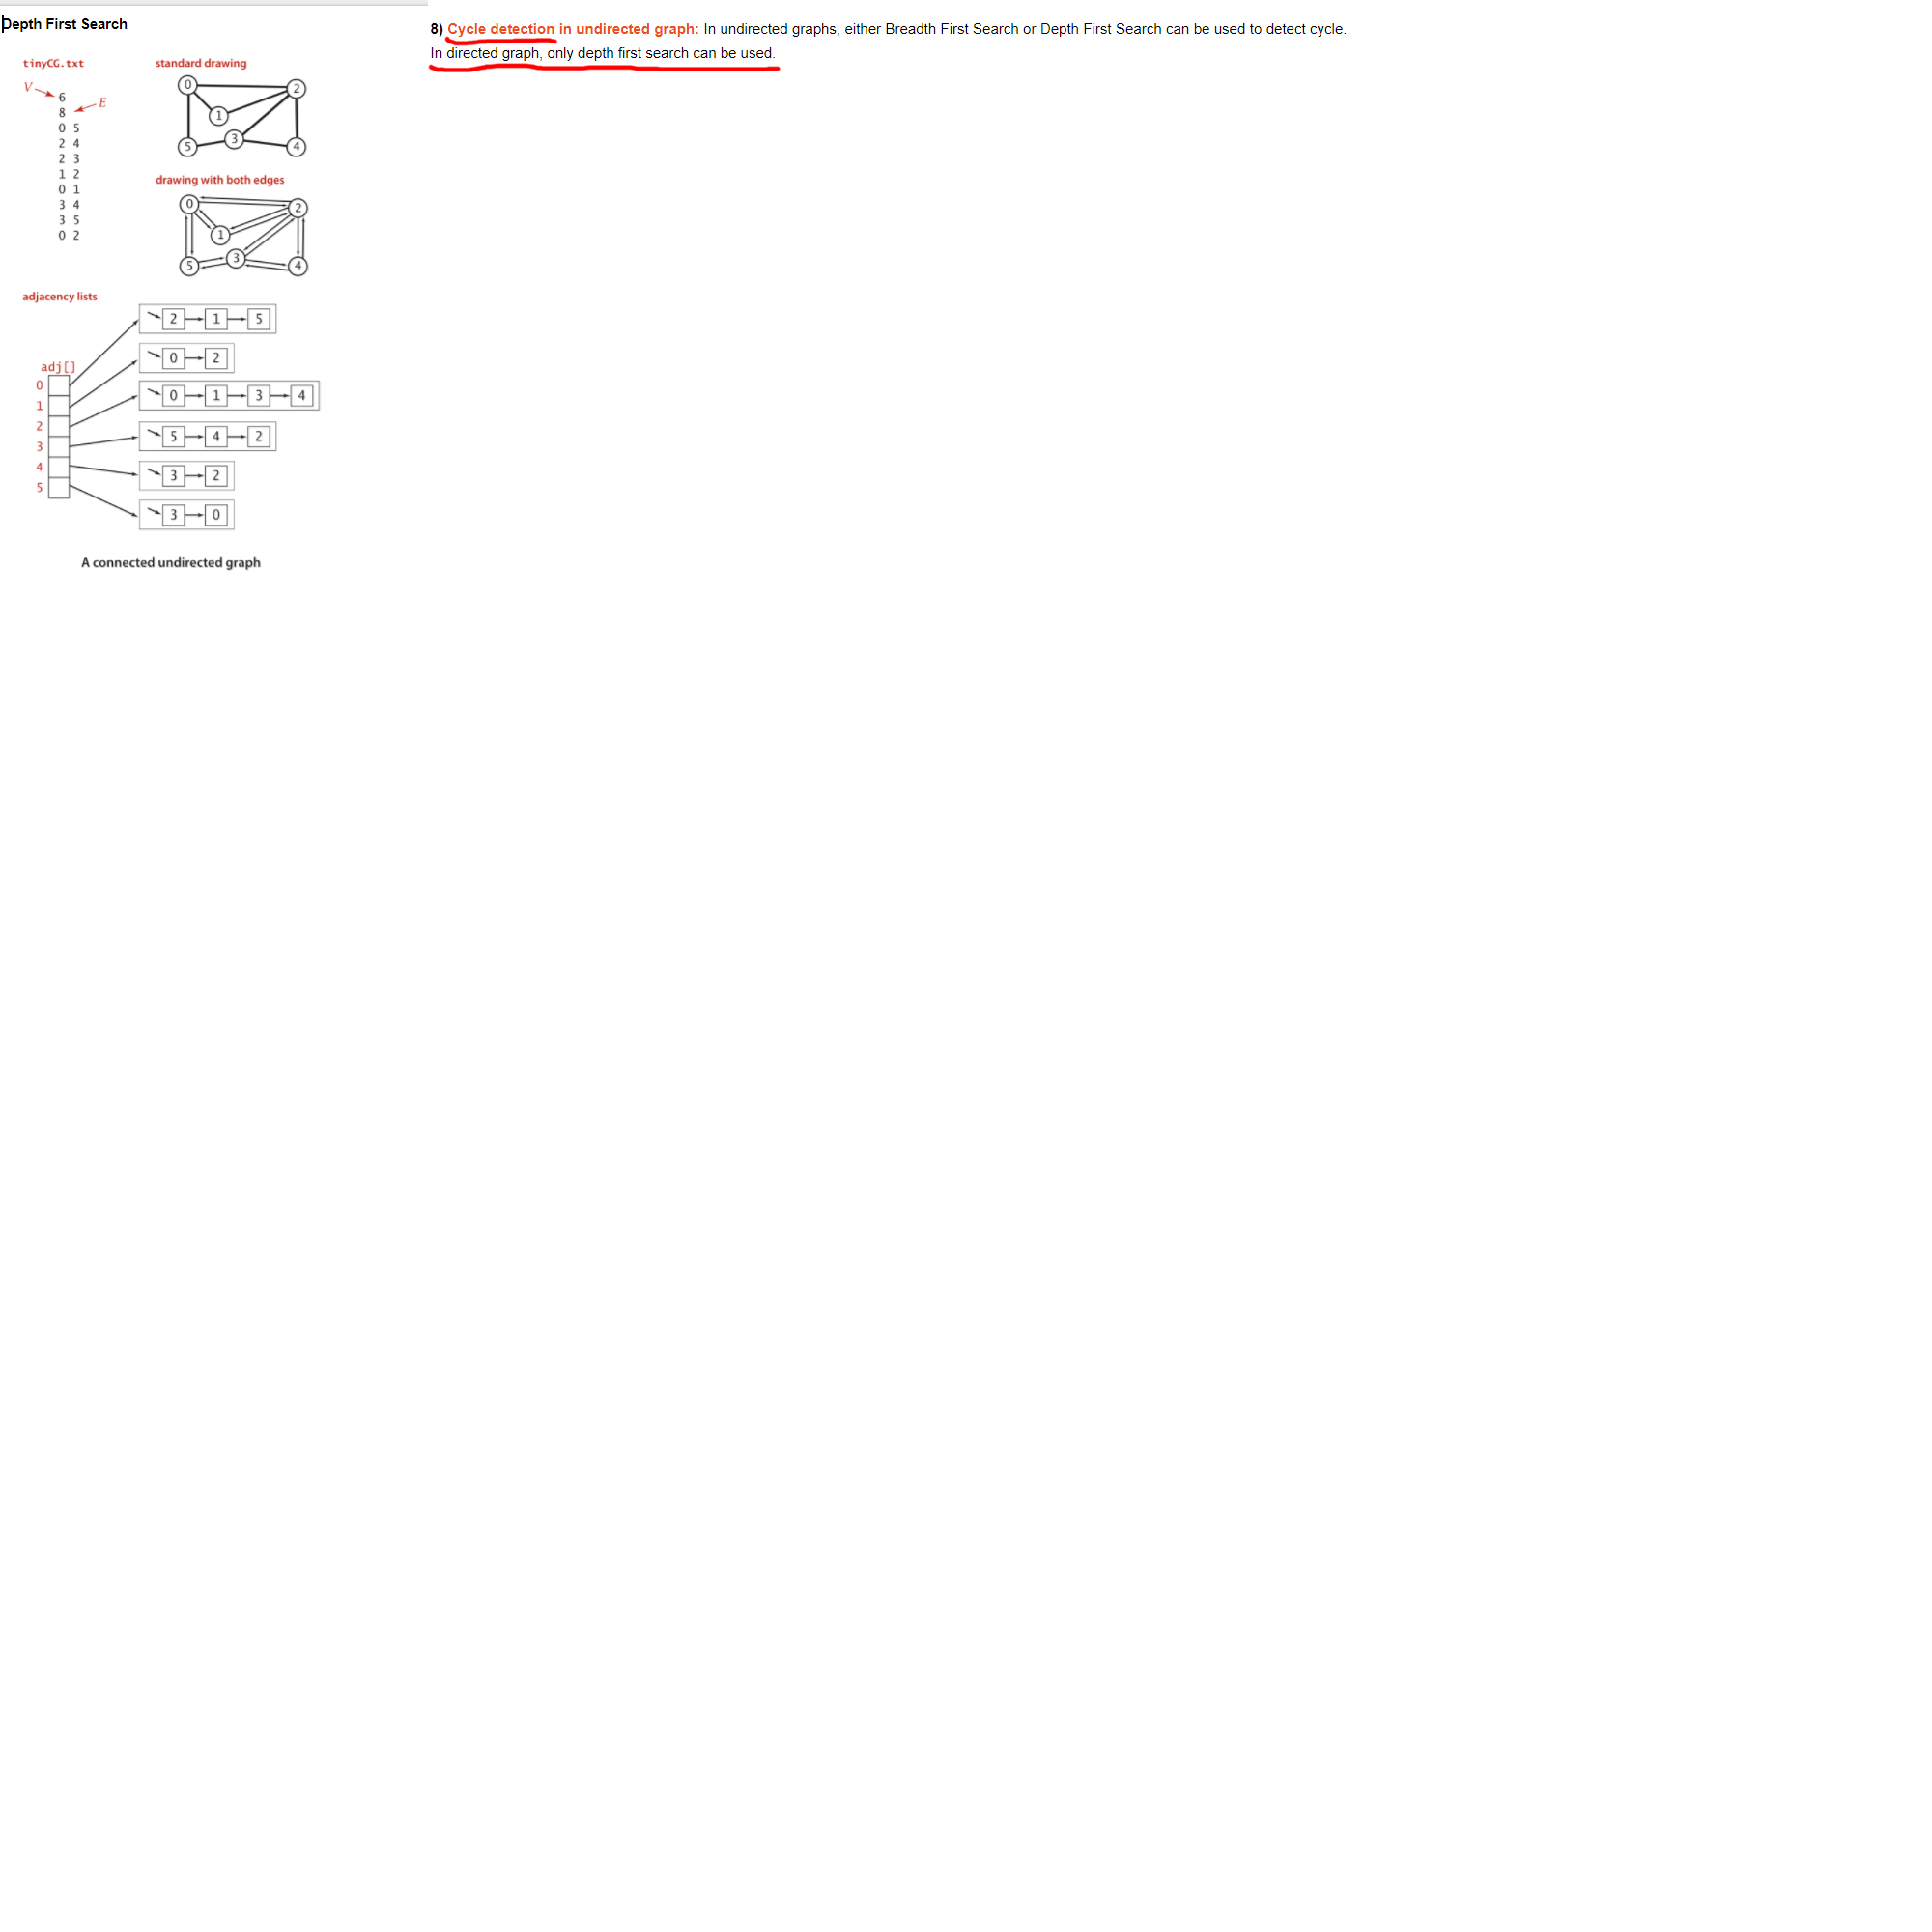 Depth First Search
tinyCG.txt
V
6
E
8
0 5
2 4
2 3
1 2
0 1
3 4
3 5
0 2
standard drawing
0
2
1
3
5
4
drawing with both edges
0
2
1
3
5
4
adjacency lists
adj[]
0
1
2
3
4
5
2 1 5
0 2
0 1 3 4
5 4 2
3 2
3 0
A connected undirected graph
8) Cycle detection in undirected graph: In undirected graphs, either Breadth First Search or Depth First Search can be used to detect cycle.
In directed graph, only depth first search can be used.